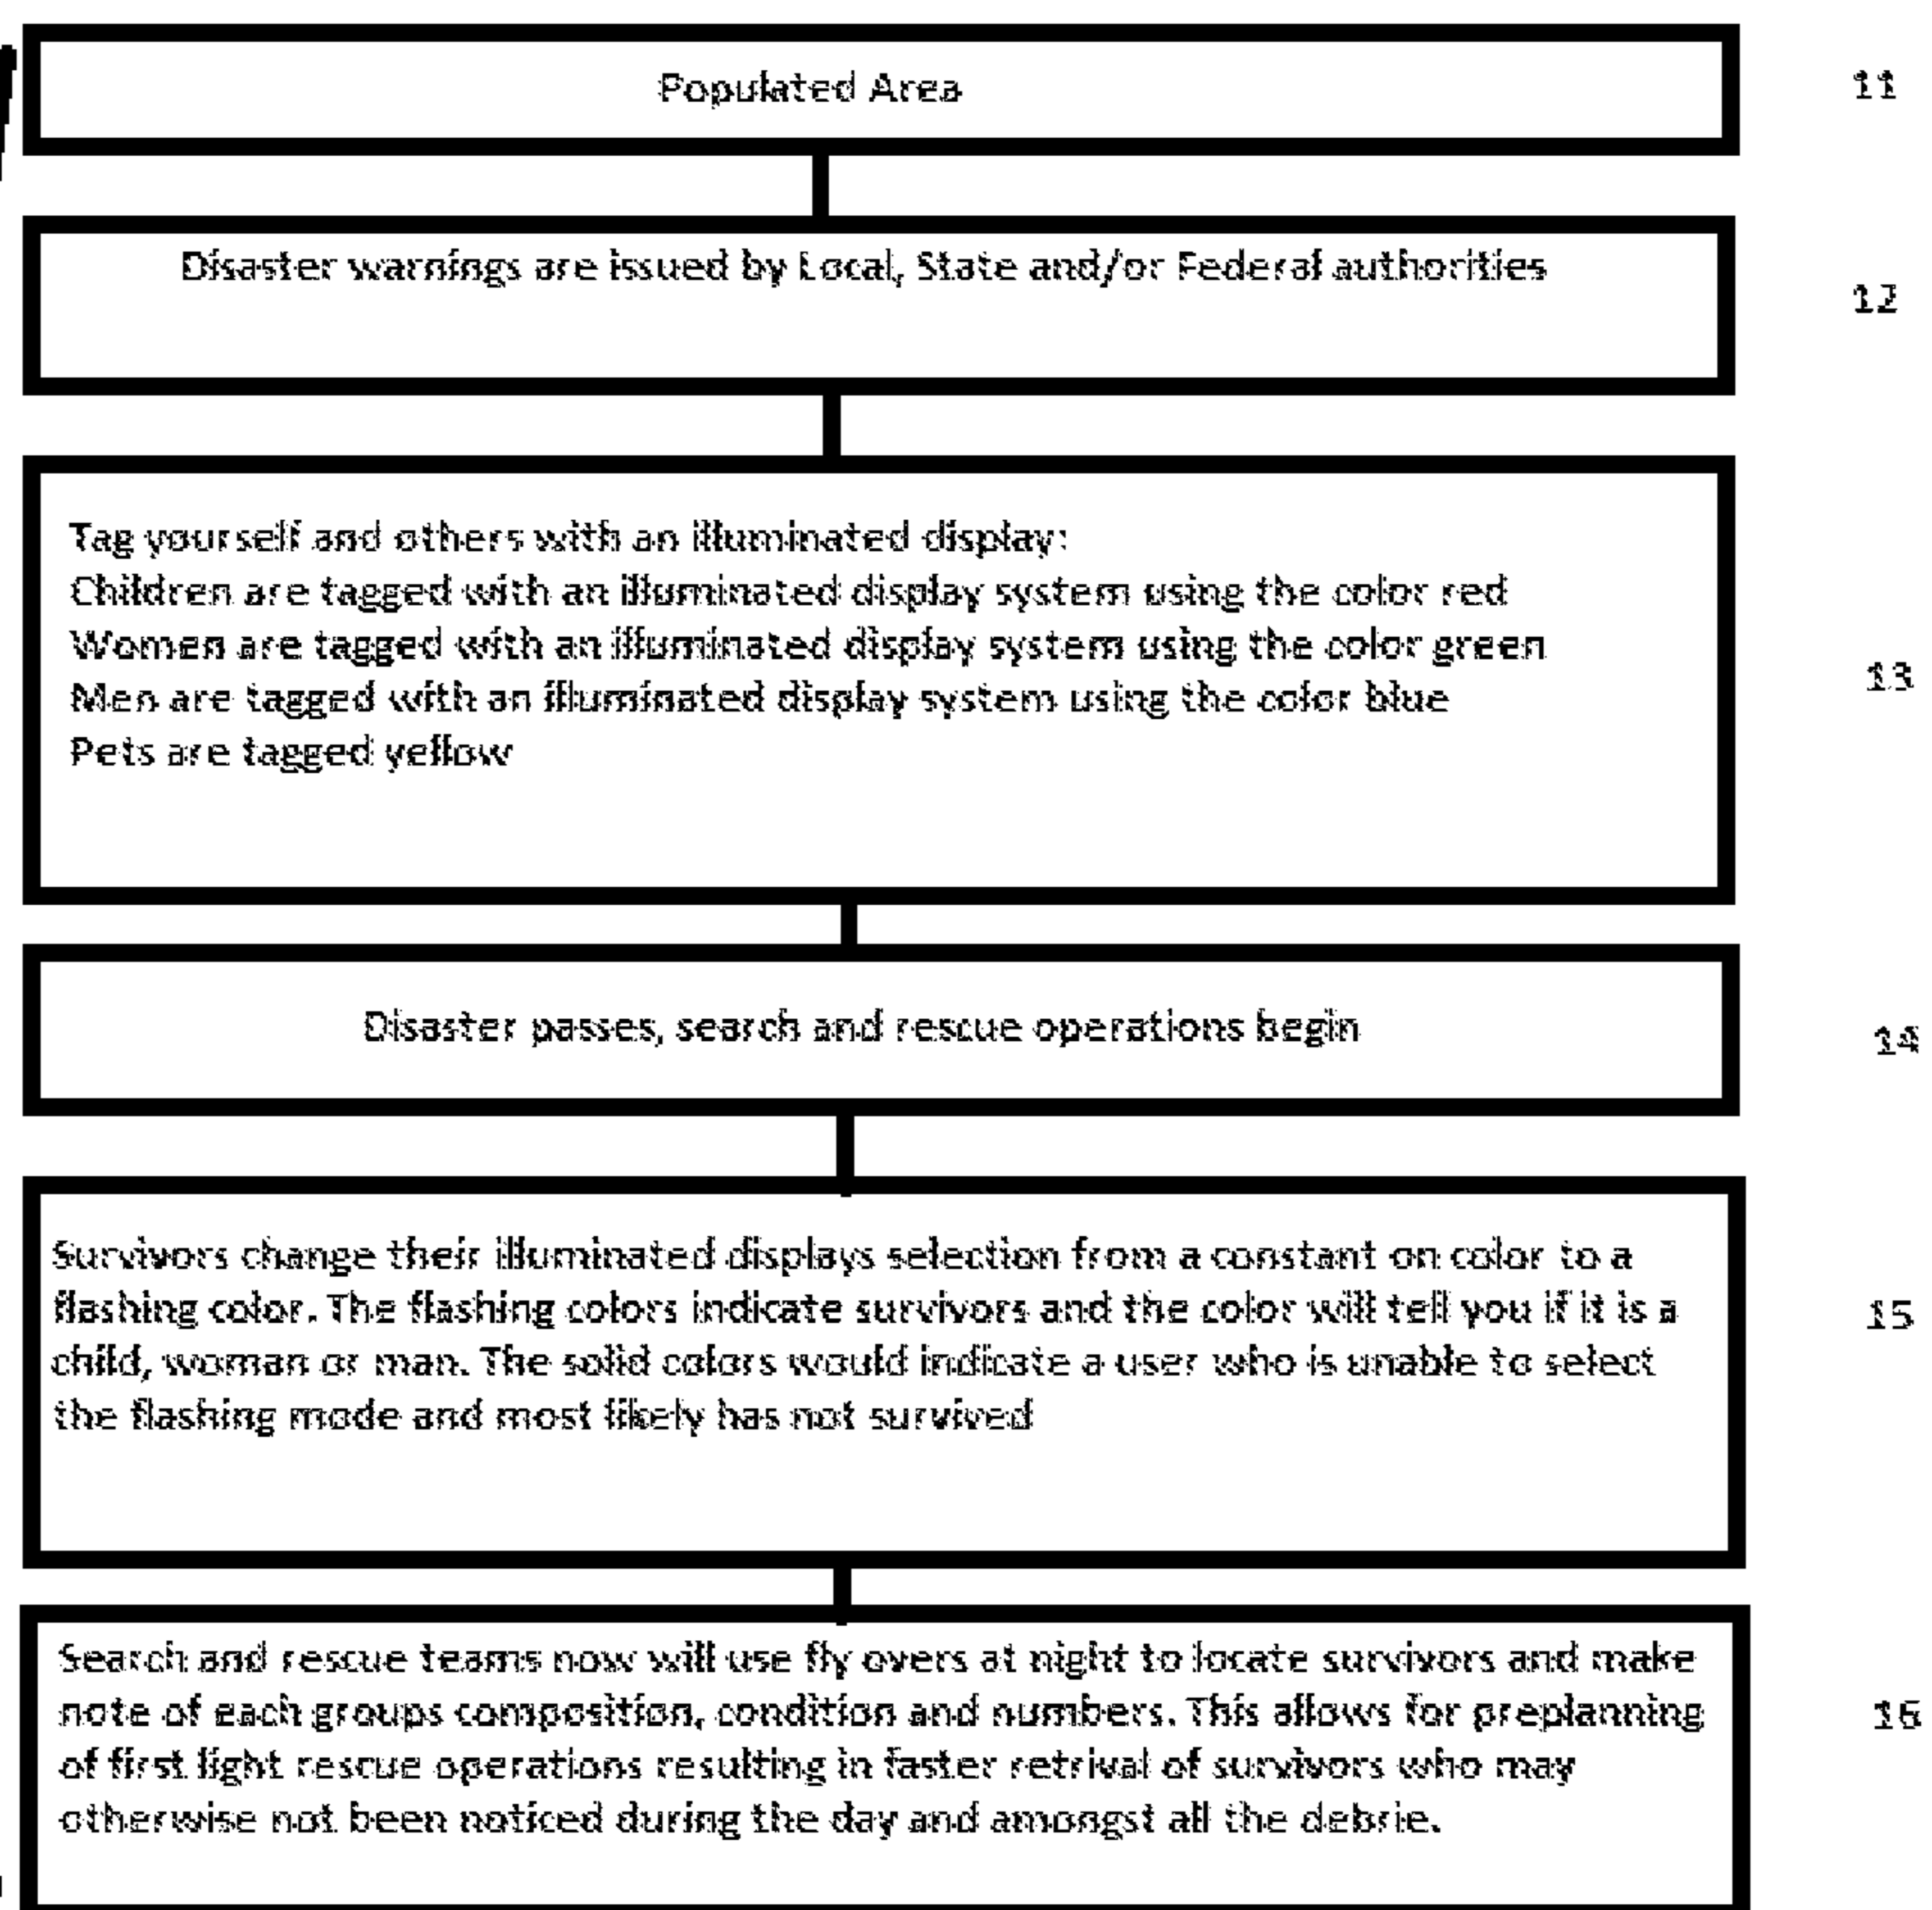 Populated Area
11
Disaster warnings are issued by Local, State and/or Federal authorities
12
Tag yourself and others with an illuminated display:
Children are tagged with an illuminated display system using the color red
Women are tagged with an illuminated display system using the color green
Men are tagged with an illuminated display system using the color blue
Pets are tagged yellow
13
Disaster passes, search and rescue operations begin
14
Survivors change their illuminated displays selection from a constant on color to a
flashing color. The flashing colors indicate survivors and the color will tell you if it is a
child, woman or man. The solid colors would indicate a user who is unable to select
the flashing mode and most likely has not survived
15
Search and rescue teams now will use fly overs at night to locate survivors and make
note of each groups composition, condition and numbers. This allows for preplanning
of first light rescue operations resulting in faster retrival of survivors who may
otherwise not been noticed during the day and amongst all the debrie.
16